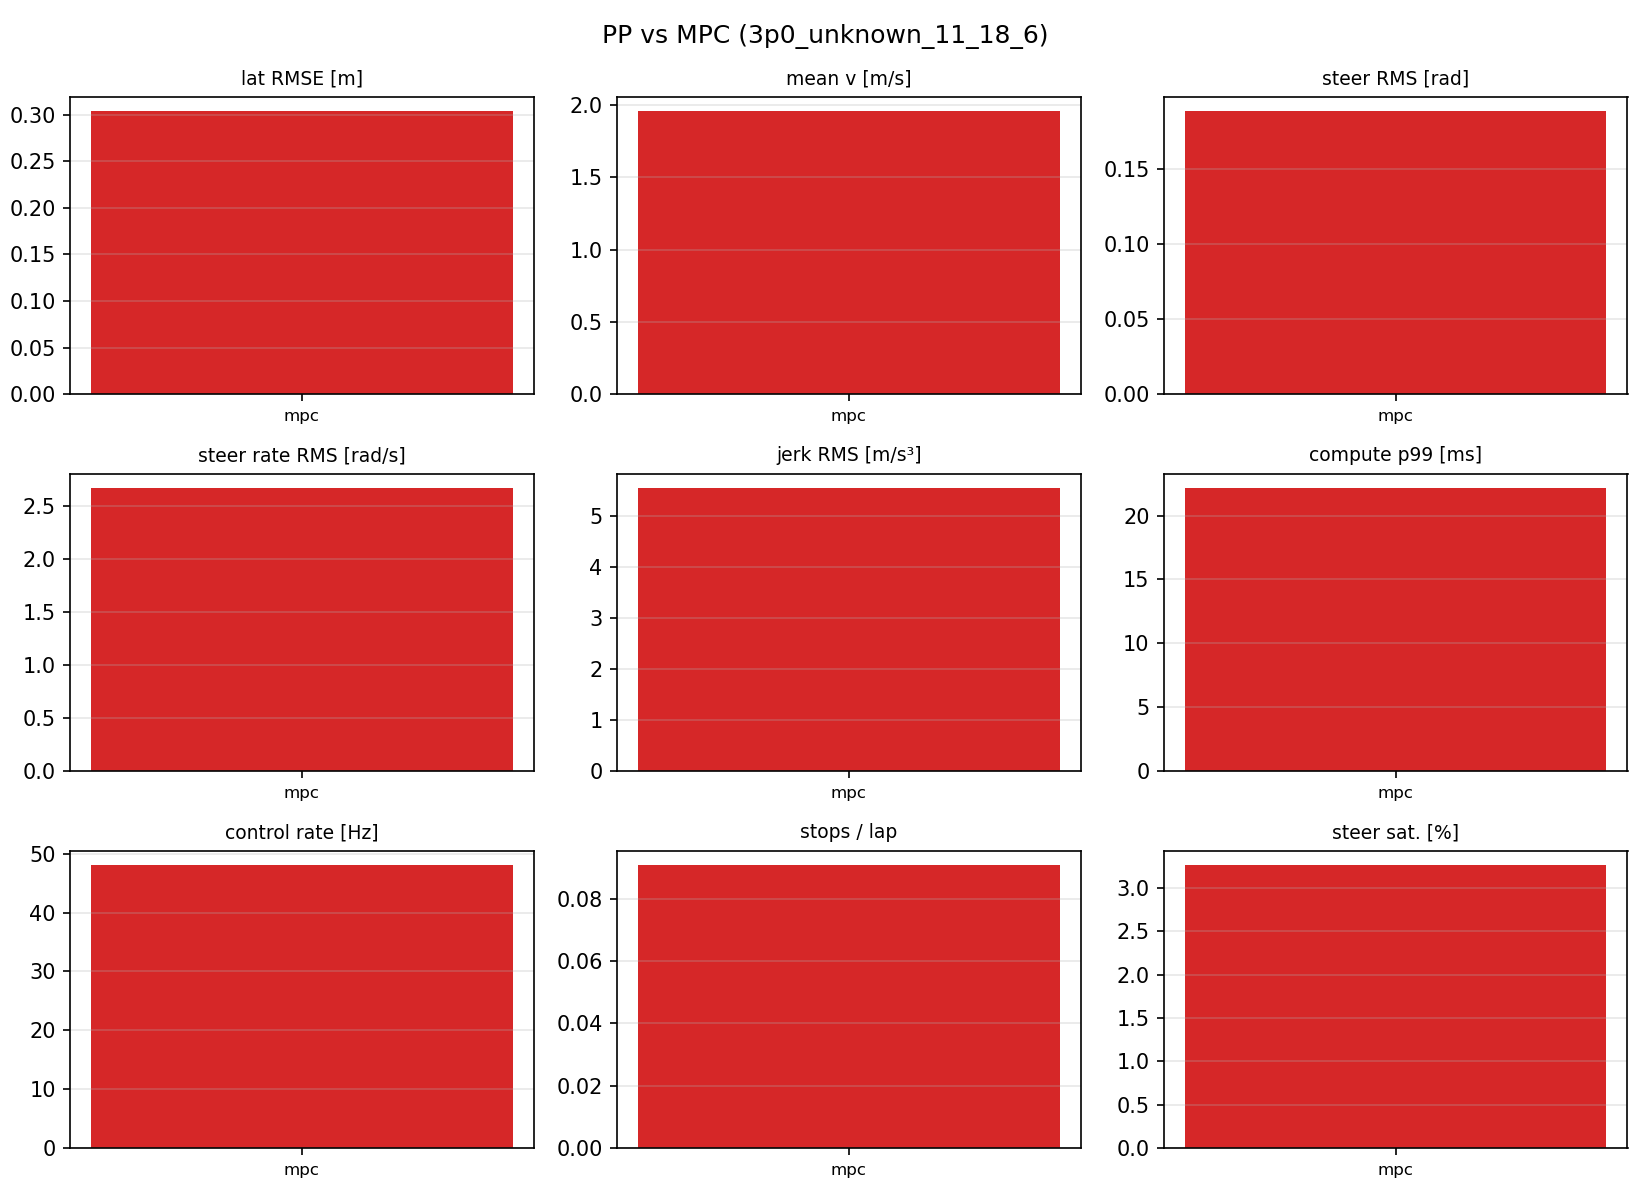 PP vs MPC (3p0_unknown_11_18_6)
lat RMSE [m]
0.30
0.25
0.20
0.15
0.10
0.05
0.00
mpc
mean v [m/s]
2.0
1.5
1.0
0.5
0.0
mpc
steer RMS [rad]
0.15
0.10
0.05
0.00
mpc
steer rate RMS [rad/s]
2.5
2.0
1.5
1.0
0.5
0.0
mpc
jerk RMS [m/s³]
5
4
3
2
1
0
mpc
compute p99 [ms]
20
15
10
5
0
mpc
control rate [Hz]
50
40
30
20
10
0
mpc
stops / lap
0.08
0.06
0.04
0.02
0.00
mpc
steer sat. [%]
3.0
2.5
2.0
1.5
1.0
0.5
0.0
mpc